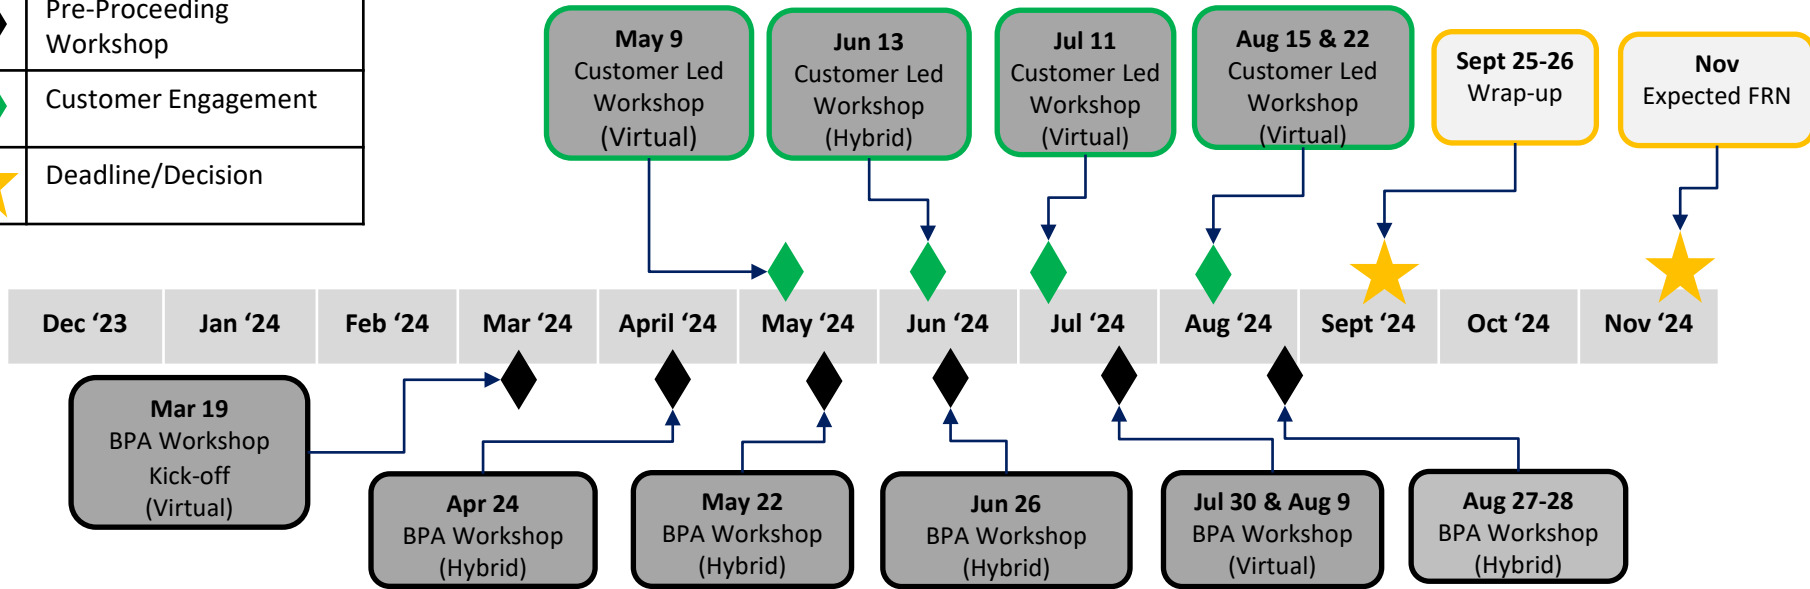 Pre-Proceeding
Workshop
Customer Engagement
Deadline/Decision
May 9
Customer Led
Workshop
(Virtual)
Jun 13
Customer Led
Workshop
(Hybrid)
Jul 11
Customer Led
Workshop
(Virtual)
Aug 15 & 22
Customer Led
Workshop
(Virtual)
Sept 25-26
Wrap-up
Nov
Expected FRN
Dec ‘23
Jan ‘24
Feb ‘24
Mar ‘24
April ‘24
May ‘24
Jun ‘24
Jul ‘24
Aug ‘24
Sept ‘24
Oct ‘24
Nov ‘24
Mar 19
BPA Workshop
Kick-off
(Virtual)
Apr 24
BPA Workshop
(Hybrid)
May 22
BPA Workshop
(Hybrid)
Jun 26
BPA Workshop
(Hybrid)
Jul 30 & Aug 9
BPA Workshop
(Virtual)
Aug 27-28
BPA Workshop
(Hybrid)